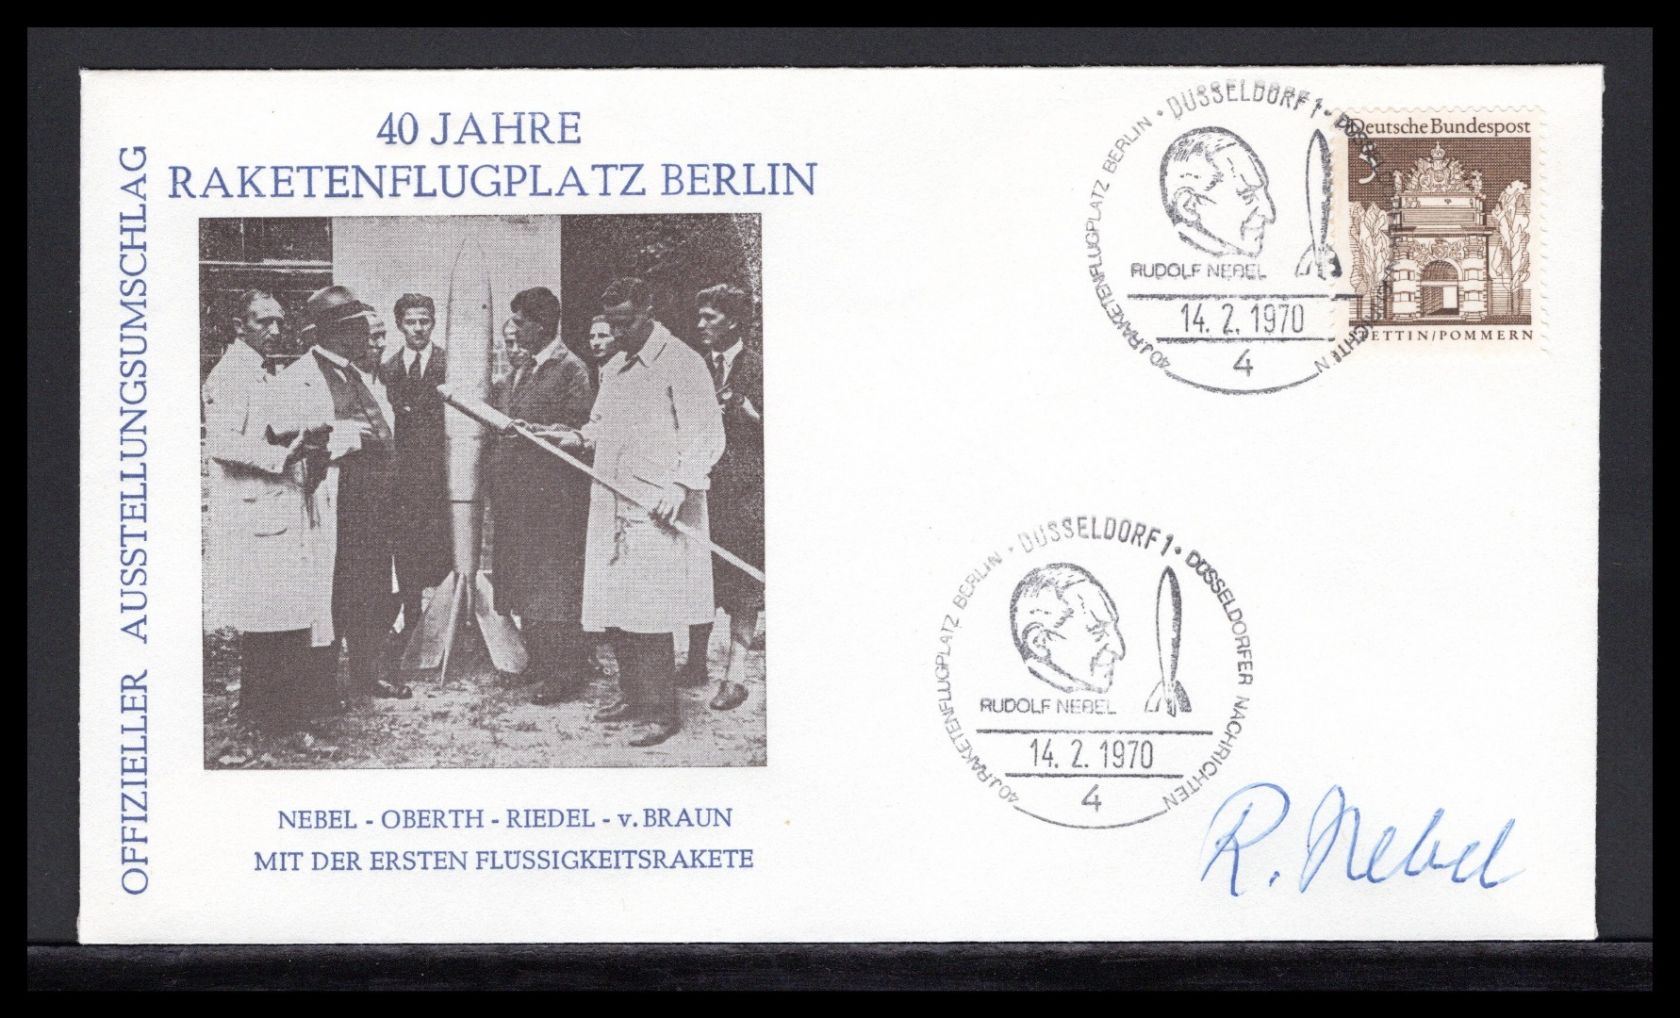 40 JAHRE
RAKETENFLUGPLATZ BERLIN
OFFIZIELLER AUSSTELLUNGSUMSCHLAG
NEBEL - OBERTH - RIEDEL - v. BRAUN
MIT DER ERSTEN FLÜSSIGKEITSRAKETE
40 J. RAKETENFLUGPLATZ BERLIN • DÜSSELDORF 1 •
RUDOLF NEBEL
14. 2. 1970
4
Deutsche Bundespost
ETTIN/POMMERN
40 J. RAKETENFLUGPLATZ BERLIN • DÜSSELDORF 1 • DÜSSELDORFER NACHRICHTEN
RUDOLF NEBEL
14. 2. 1970
4
R. Nebel